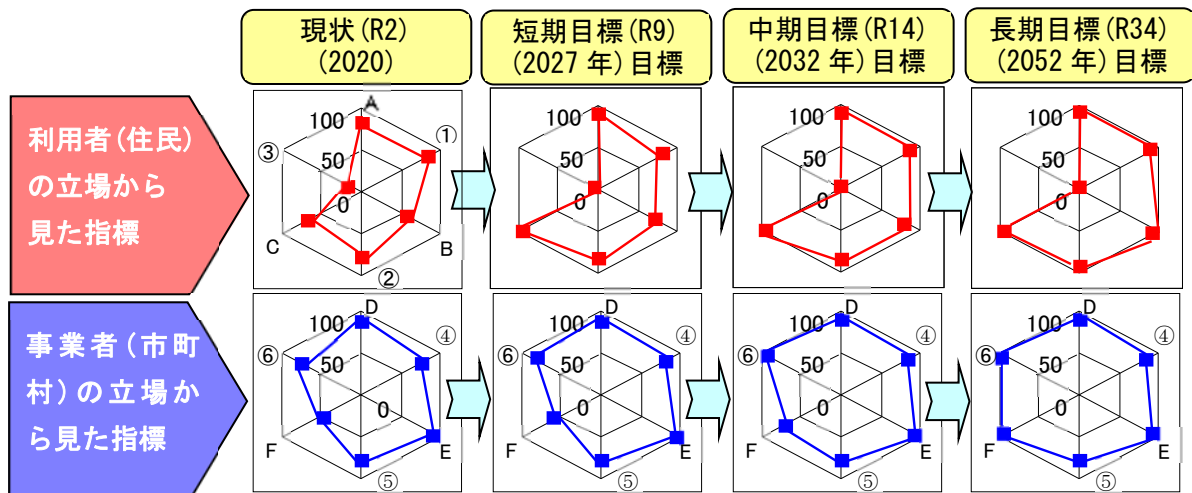 現状(R2)
(2020)
短期目標(R9)
(2027年)目標
中期目標(R14)
(2032年)目標
長期目標(R34)
(2052年)目標
利用者(住民)
の立場から
見た指標
A
100
①
③
50
0
C
B
②
100
50
0
100
50
0
100
50
0
事業者(市町
村)の立場か
ら見た指標
D
100
④
⑥
50
0
F
E
⑤
D
100
④
⑥
50
0
F
E
⑤
D
100
④
⑥
50
0
F
E
⑤
D
100
④
⑥
50
0
F
E
⑤